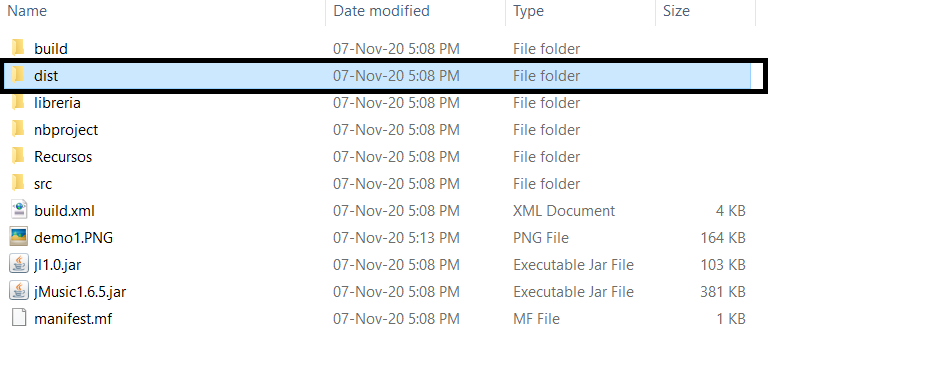 Name Date modified Type Size
build 07-Nov-20 5:08 PM File folder
dist 07-Nov-20 5:08 PM File folder
libreria 07-Nov-20 5:08 PM File folder
nbproject 07-Nov-20 5:08 PM File folder
Recursos 07-Nov-20 5:08 PM File folder
src 07-Nov-20 5:08 PM File folder
build.xml 07-Nov-20 5:08 PM XML Document 4 KB
demo1.PNG 07-Nov-20 5:13 PM PNG File 164 KB
jl1.0.jar 07-Nov-20 5:08 PM Executable Jar File 103 KB
jMusic1.6.5.jar 07-Nov-20 5:08 PM Executable Jar File 381 KB
manifest.mf 07-Nov-20 5:08 PM MF File 1 KB